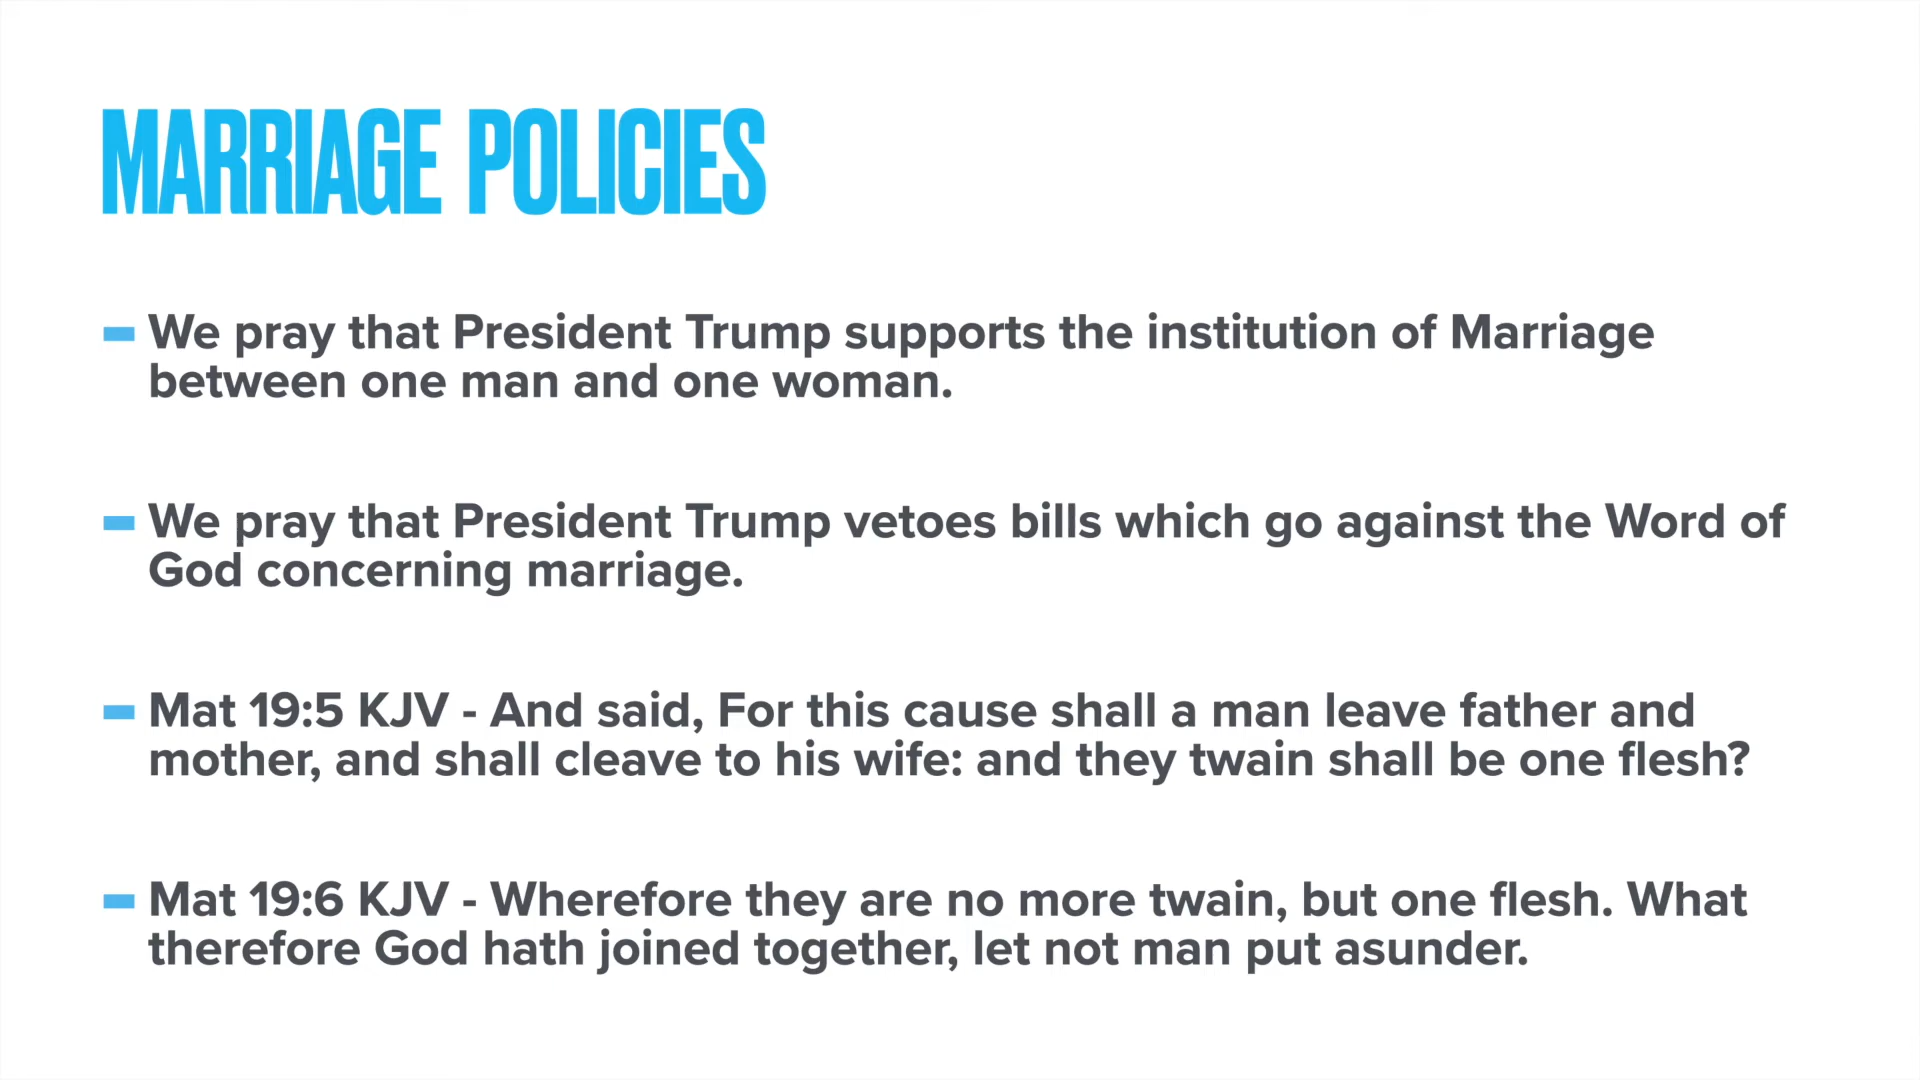 MARRIAGE POLICIES
We pray that President Trump supports the institution of Marriage
between one man and one woman.
We pray that President Trump vetoes bills which go against the Word of
God concerning marriage.
Mat 19:5 KJV - And said, For this cause shall a man leave father and
mother, and shall cleave to his wife: and they twain shall be one flesh?
Mat 19:6 KJV - Wherefore they are no more twain, but one flesh. What
therefore God hath joined together, let not man put asunder.